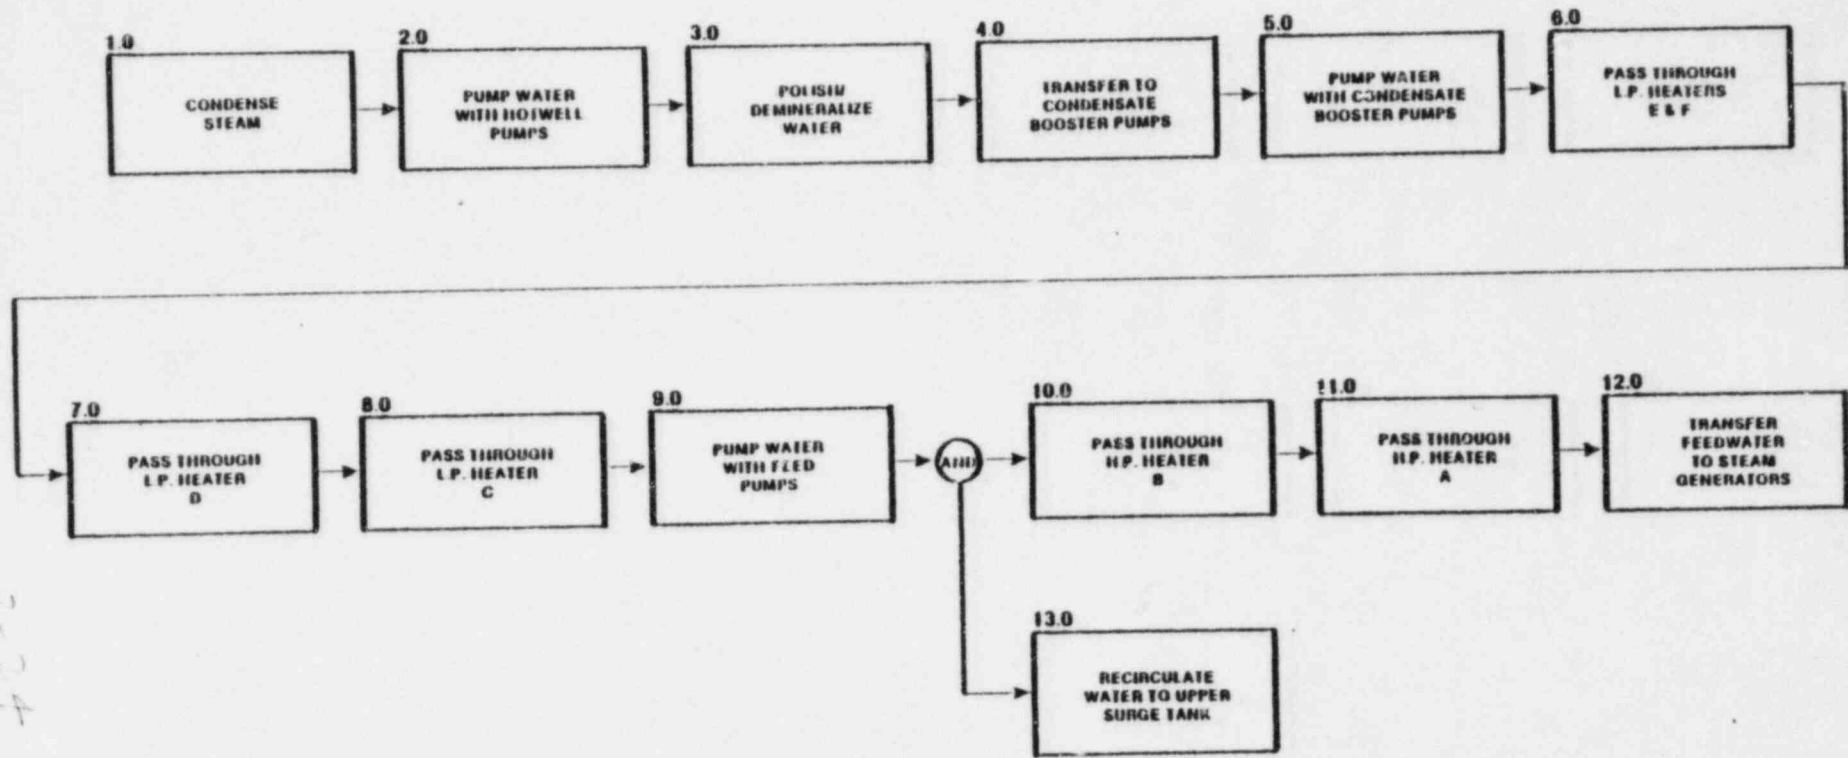 1.0
CONDENSE
STEAM
2.0
PUMP WATER
WITH HOTWELL
PUMPS
3.0
POLISH/
DEMINERALIZE
WATER
4.0
TRANSFER TO
CONDENSATE
BOOSTER PUMPS
5.0
PUMP WATER
WITH CONDENSATE
BOOSTER PUMPS
6.0
PASS THROUGH
L.P. HEATERS
E & F
7.0
PASS THROUGH
L.P. HEATER
D
8.0
PASS THROUGH
L.P. HEATER
C
9.0
PUMP WATER
WITH FEED
PUMPS
AND
10.0
PASS THROUGH
H.P. HEATER
B
11.0
PASS THROUGH
H.P. HEATER
A
12.0
TRANSFER
FEEDWATER
TO STEAM
GENERATORS
13.0
RECIRCULATE
WATER TO UPPER
SURGE TANK